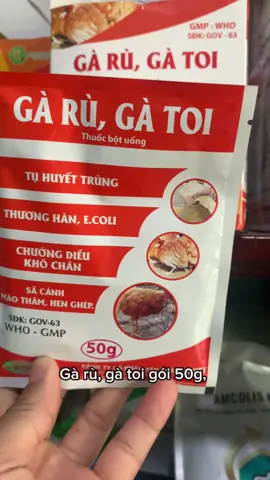 GMP - WHO
SĐK: GOV - 63
GÀ RÙ, GÀ TOI
GÀ RÙ, GÀ TOI
Thuốc bột uống
TỤ HUYẾT TRÙNG
THƯƠNG HÀN, E.COLI
CHƯỚNG DIỀU
KHÔ CHÂN
SÃ CÁNH
MÀO THÂM, HEN GHÉP.
SĐK: GOV-63
WHO - GMP
50g
Gà rù, gà toi gói 50g,
AMCOLIS